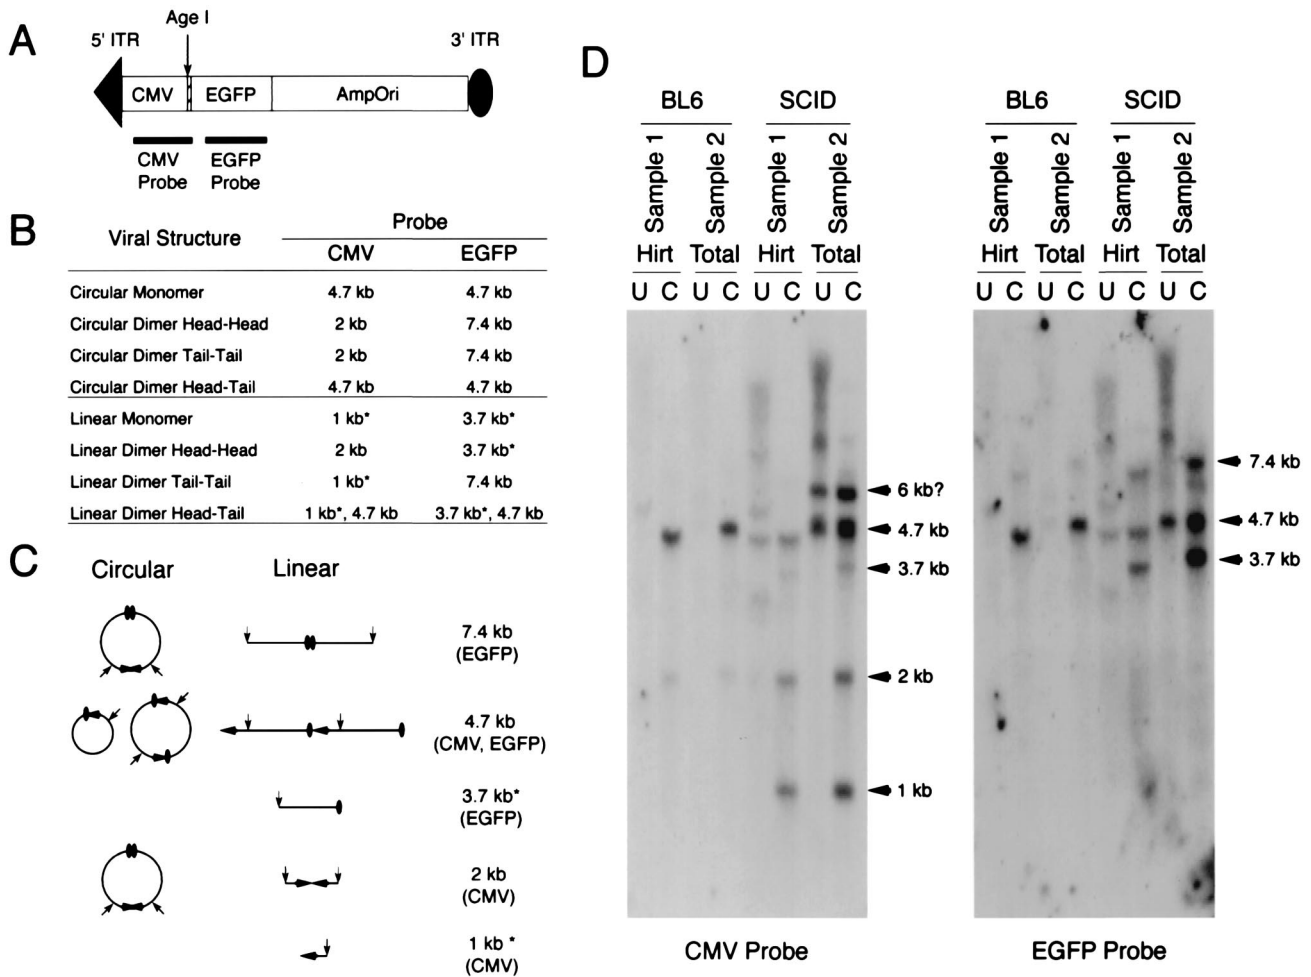 A
Age I
5' ITR
3' ITR
CMV
EGFP
AmpOri
CMV Probe
EGFP Probe
B
Viral Structure
Probe
CMV
EGFP
Circular Monomer 4.7 kb 4.7 kb
Circular Dimer Head-Head 2 kb 7.4 kb
Circular Dimer Tail-Tail 2 kb 7.4 kb
Circular Dimer Head-Tail 4.7 kb 4.7 kb
Linear Monomer 1 kb* 3.7 kb*
Linear Dimer Head-Head 2 kb 3.7 kb*
Linear Dimer Tail-Tail 1 kb* 7.4 kb
Linear Dimer Head-Tail 1 kb*, 4.7 kb 3.7 kb*, 4.7 kb
C
Circular Linear
7.4 kb
(EGFP)
4.7 kb
(CMV, EGFP)
3.7 kb*
(EGFP)
2 kb
(CMV)
1 kb *
(CMV)
D
BL6 SCID
Sample 1 Sample 2 Sample 1 Sample 2
Hirt Total Hirt Total
U C U C U C U C
6 kb?
4.7 kb
3.7 kb
2 kb
1 kb
CMV Probe
BL6 SCID
Sample 1 Sample 2 Sample 1 Sample 2
Hirt Total Hirt Total
U C U C U C U C
7.4 kb
4.7 kb
3.7 kb
EGFP Probe